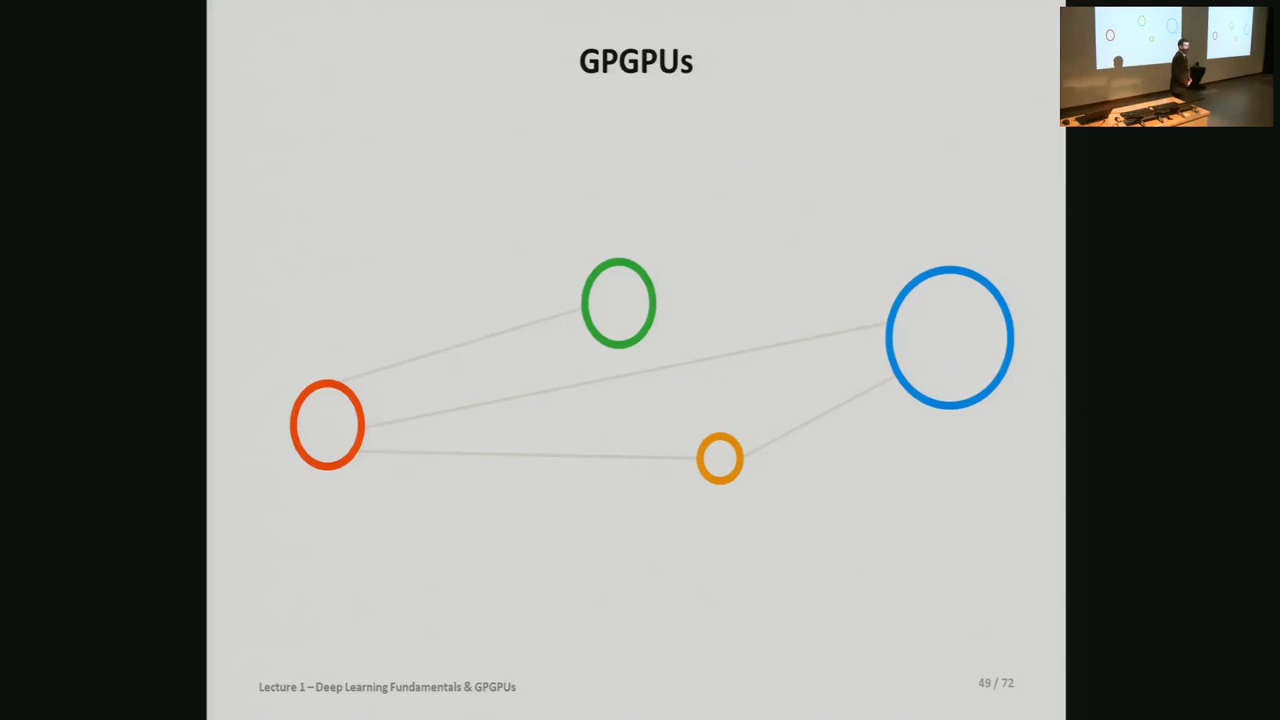 GPGPUs
Lecture 1 – Deep Learning Fundamentals & GPGPUs
49 / 72